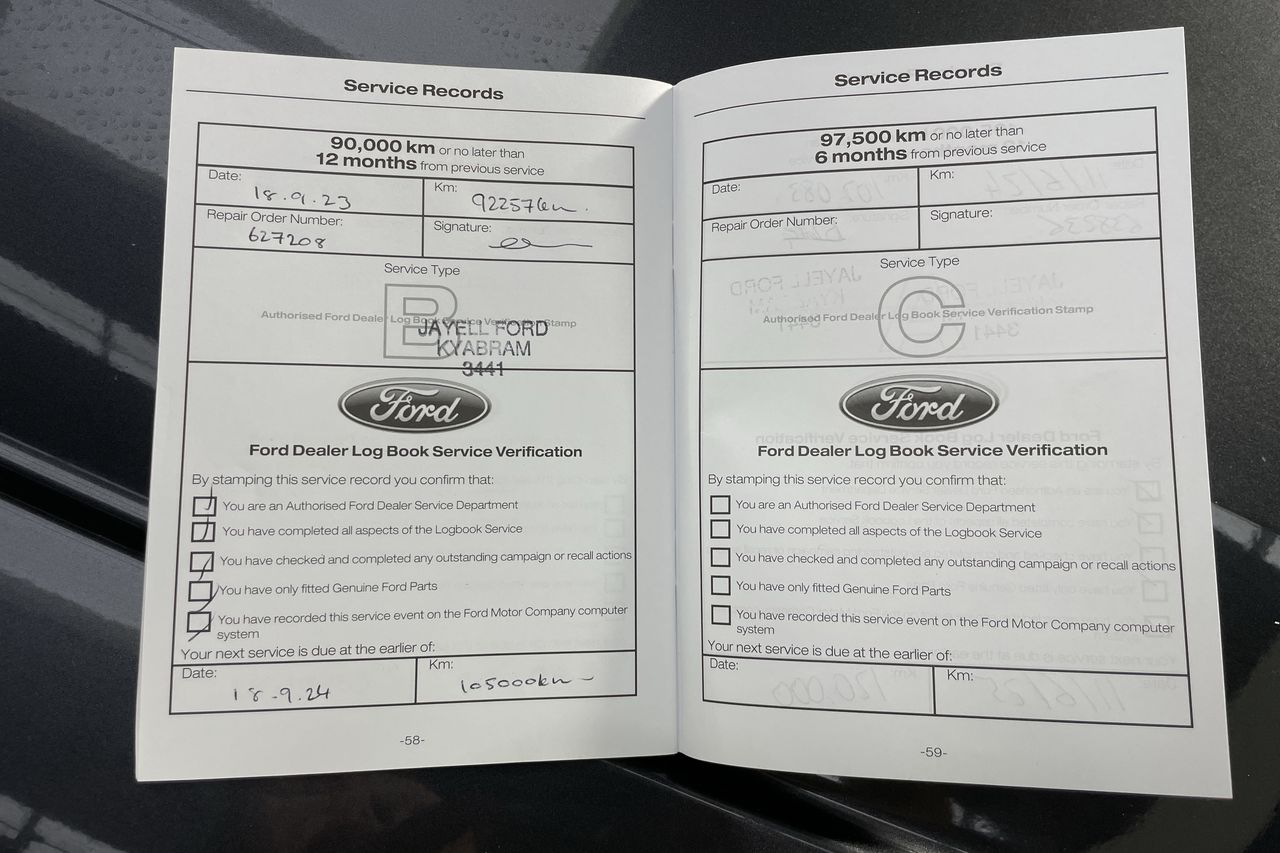 Service Records
90,000 km or no later than
12 months from previous service
Date:
18.9.23
Km:
92257km.
Repair Order Number:
627208
Signature:
Service Type
B
Authorised Ford Dealer Log Book Service Verification Stamp
JAYELL FORD
KYABRAM
3441
Ford
Ford Dealer Log Book Service Verification
By stamping this service record you confirm that:
You are an Authorised Ford Dealer Service Department
You have completed all aspects of the Logbook Service
You have checked and completed any outstanding campaign or recall actions
You have only fitted Genuine Ford Parts
You have recorded this service event on the Ford Motor Company computer
system
Your next service is due at the earlier of:
Date:
18.9.24
Km:
105000km
-58-
Service Records
97,500 km or no later than
6 months from previous service
Date:
Km:
Repair Order Number:
Signature:
Service Type
C
Authorised Ford Dealer Log Book Service Verification Stamp
Ford
Ford Dealer Log Book Service Verification
By stamping this service record you confirm that:
You are an Authorised Ford Dealer Service Department
You have completed all aspects of the Logbook Service
You have checked and completed any outstanding campaign or recall actions
You have only fitted Genuine Ford Parts
You have recorded this service event on the Ford Motor Company computer
system
Your next service is due at the earlier of:
Date:
Km:
-59-